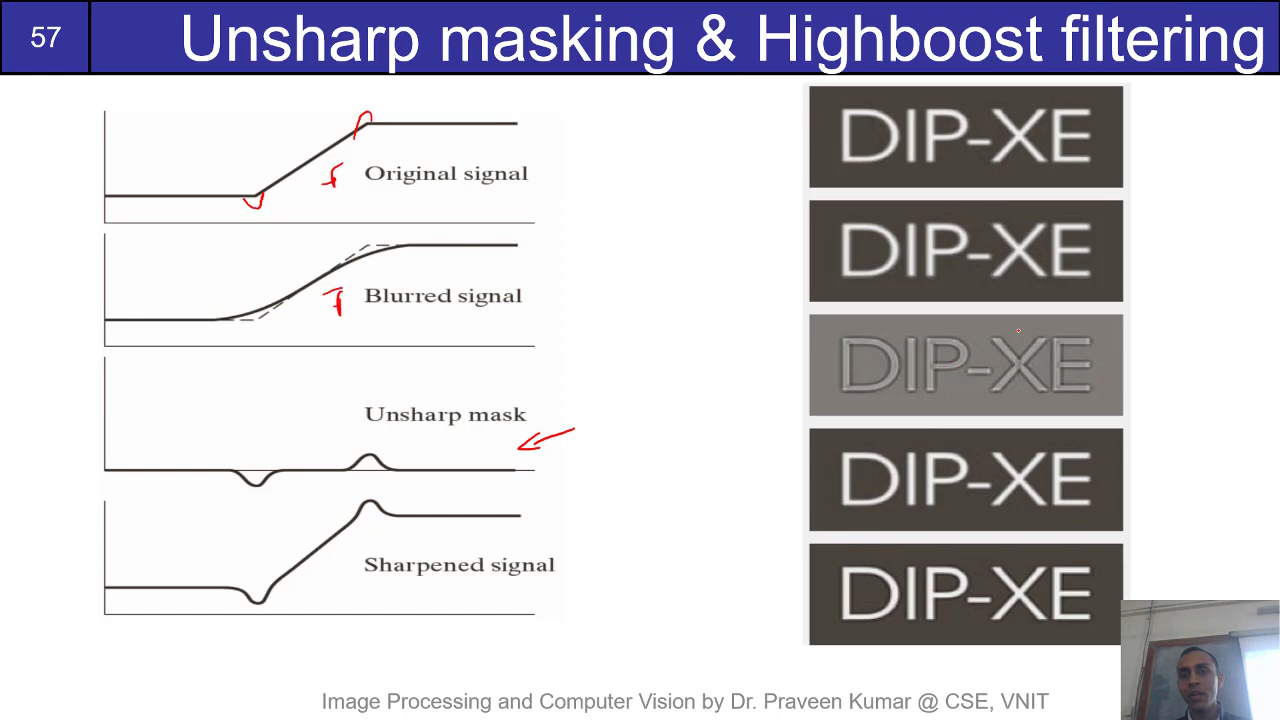 57
Unsharp masking & Highboost filtering
Original signal
f
Blurred signal
Unsharp mask
Sharpened signal
DIP-XE
DIP-XE
DIP-XE
DIP-XE
DIP-XE
Image Processing and Computer Vision by Dr. Praveen Kumar @ CSE, VNIT